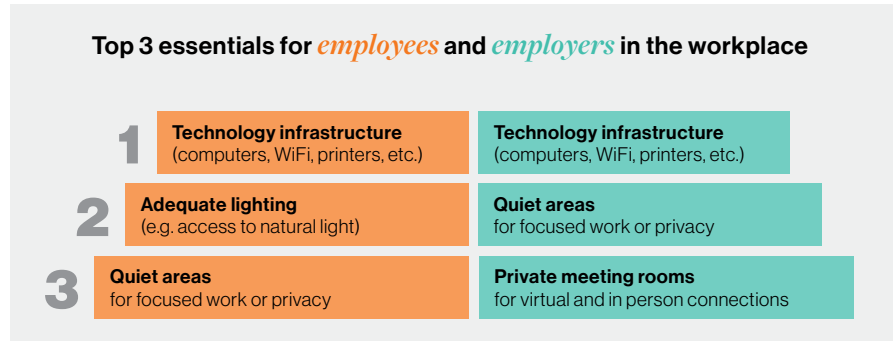 Top 3 essentials for employees and employers in the workplace
1
Technology infrastructure
(computers, WiFi, printers, etc.)
Technology infrastructure
(computers, WiFi, printers, etc.)
2
Adequate lighting
(e.g. access to natural light)
Quiet areas
for focused work or privacy
3
Quiet areas
for focused work or privacy
Private meeting rooms
for virtual and in person connections